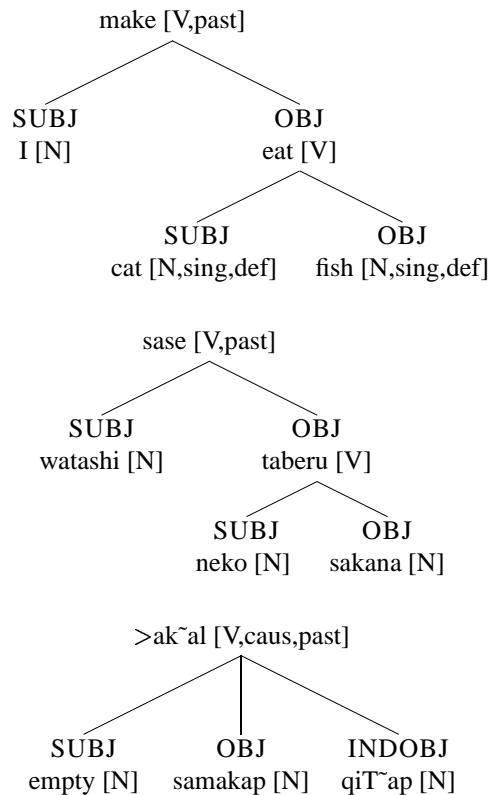 make [V,past]
SUBJ OBJ
I [N] eat [V]
SUBJ OBJ
cat [N,sing,def] fish [N,sing,def]
sase [V,past]
SUBJ OBJ
watashi [N] taberu [V]
SUBJ OBJ
neko [N] sakana [N]
>ak˜al [V,caus,past]
SUBJ OBJ INDOBJ
empty [N] samakap [N] qiT˜ap [N]